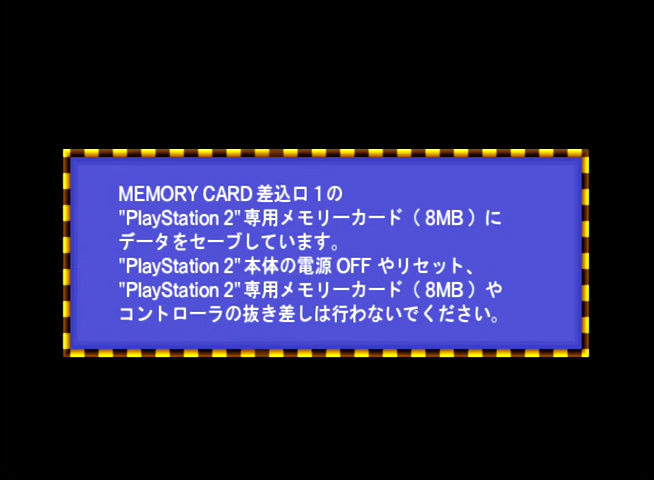 MEMORY CARD 差込口 1 の
"PlayStation 2" 専用メモリーカード（ 8MB ）に
データをセーブしています。
"PlayStation 2" 本体の電源 OFF やリセット、
"PlayStation 2" 専用メモリーカード（ 8MB ）や
コントローラの抜き差しは行わないでください。